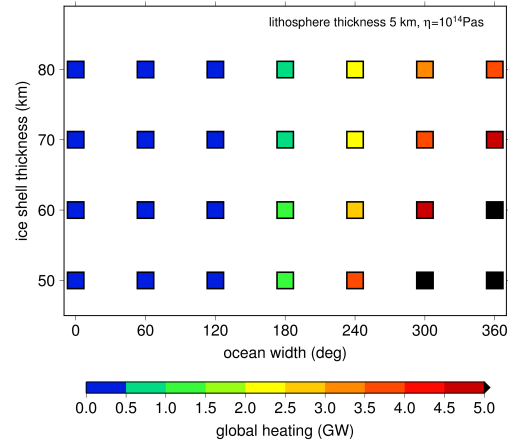 lithosphere thickness 5 km, η=10¹⁴Pas
ice shell thickness (km)
80
70
60
50
0 60 120 180 240 300 360
ocean width (deg)
0.0 0.5 1.0 1.5 2.0 2.5 3.0 3.5 4.0 4.5 5.0
global heating (GW)